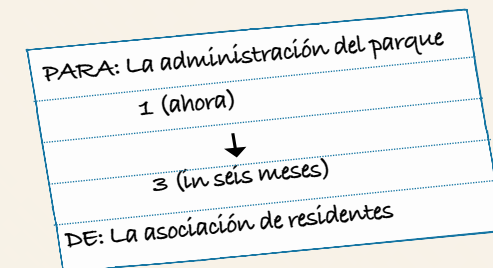 PARA: La administración del parque
1 (ahora)
↓
3 (in seis meses)
DE: La asociación de residentes